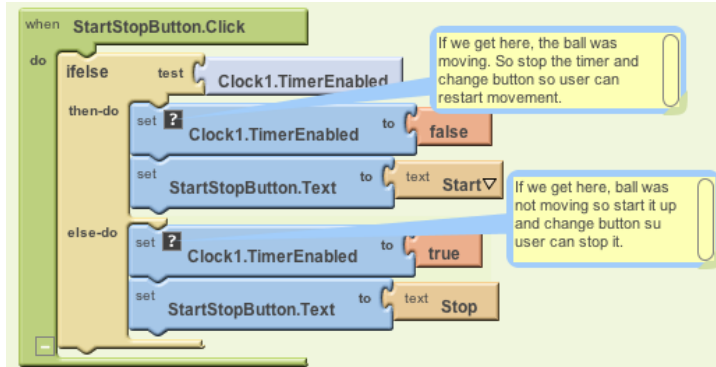 when StartStopButton.Click
do
ifelse test Clock1.TimerEnabled
then-do
set ? Clock1.TimerEnabled to false
set StartStopButton.Text to text Start
else-do
set ? Clock1.TimerEnabled to true
set StartStopButton.Text to text Stop
If we get here, the ball was
moving. So stop the timer and
change button so user can
restart movement.
If we get here, ball was
not moving so start it up
and change button su
user can stop it.